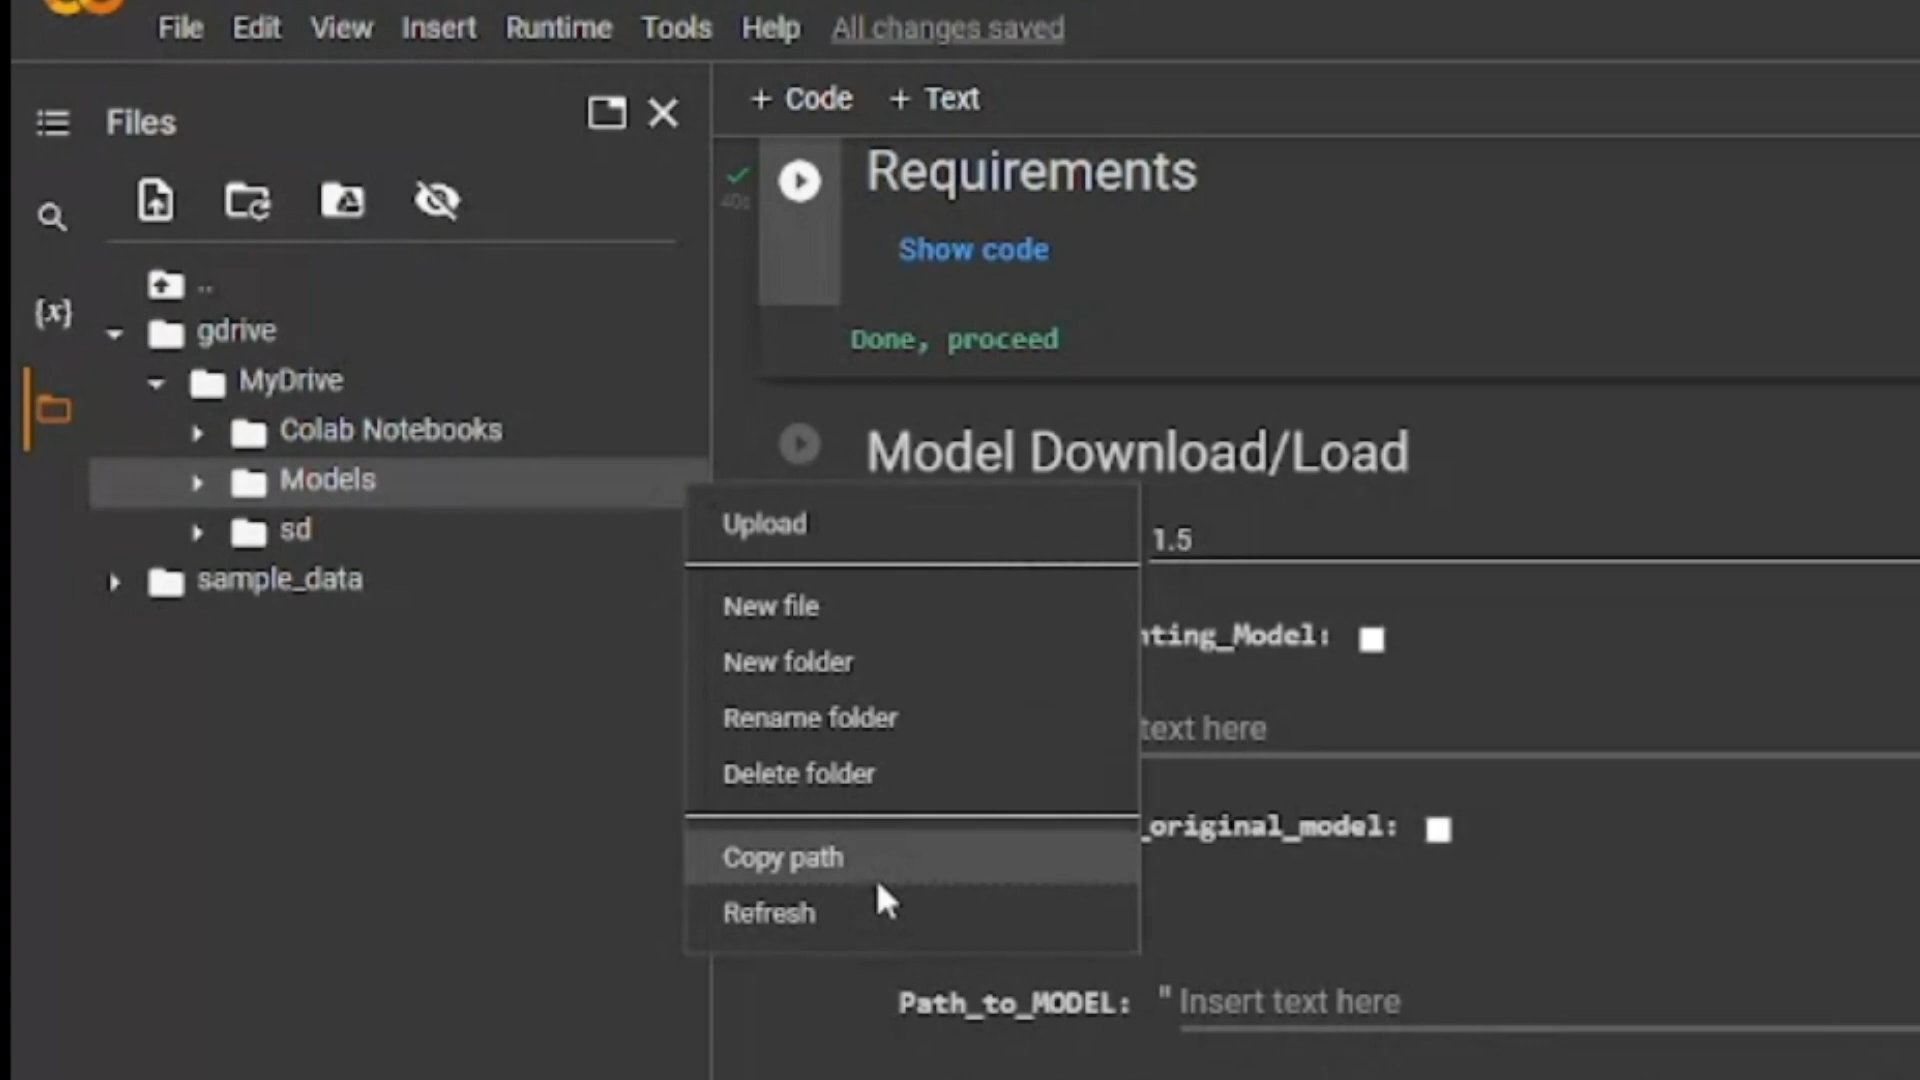 File Edit View Insert Runtime Tools Help All changes saved
Files
+ Code + Text
Requirements
40s
Show code
{x}
..
gdrive
Done, proceed
MyDrive
Colab Notebooks
Models
sd
sample_data
Model Download/Load
Upload
New file
New folder
Rename folder
Delete folder
Copy path
Refresh
1.5
nting_Model:
text here
_original_model:
Path_to_MODEL: " Insert text here